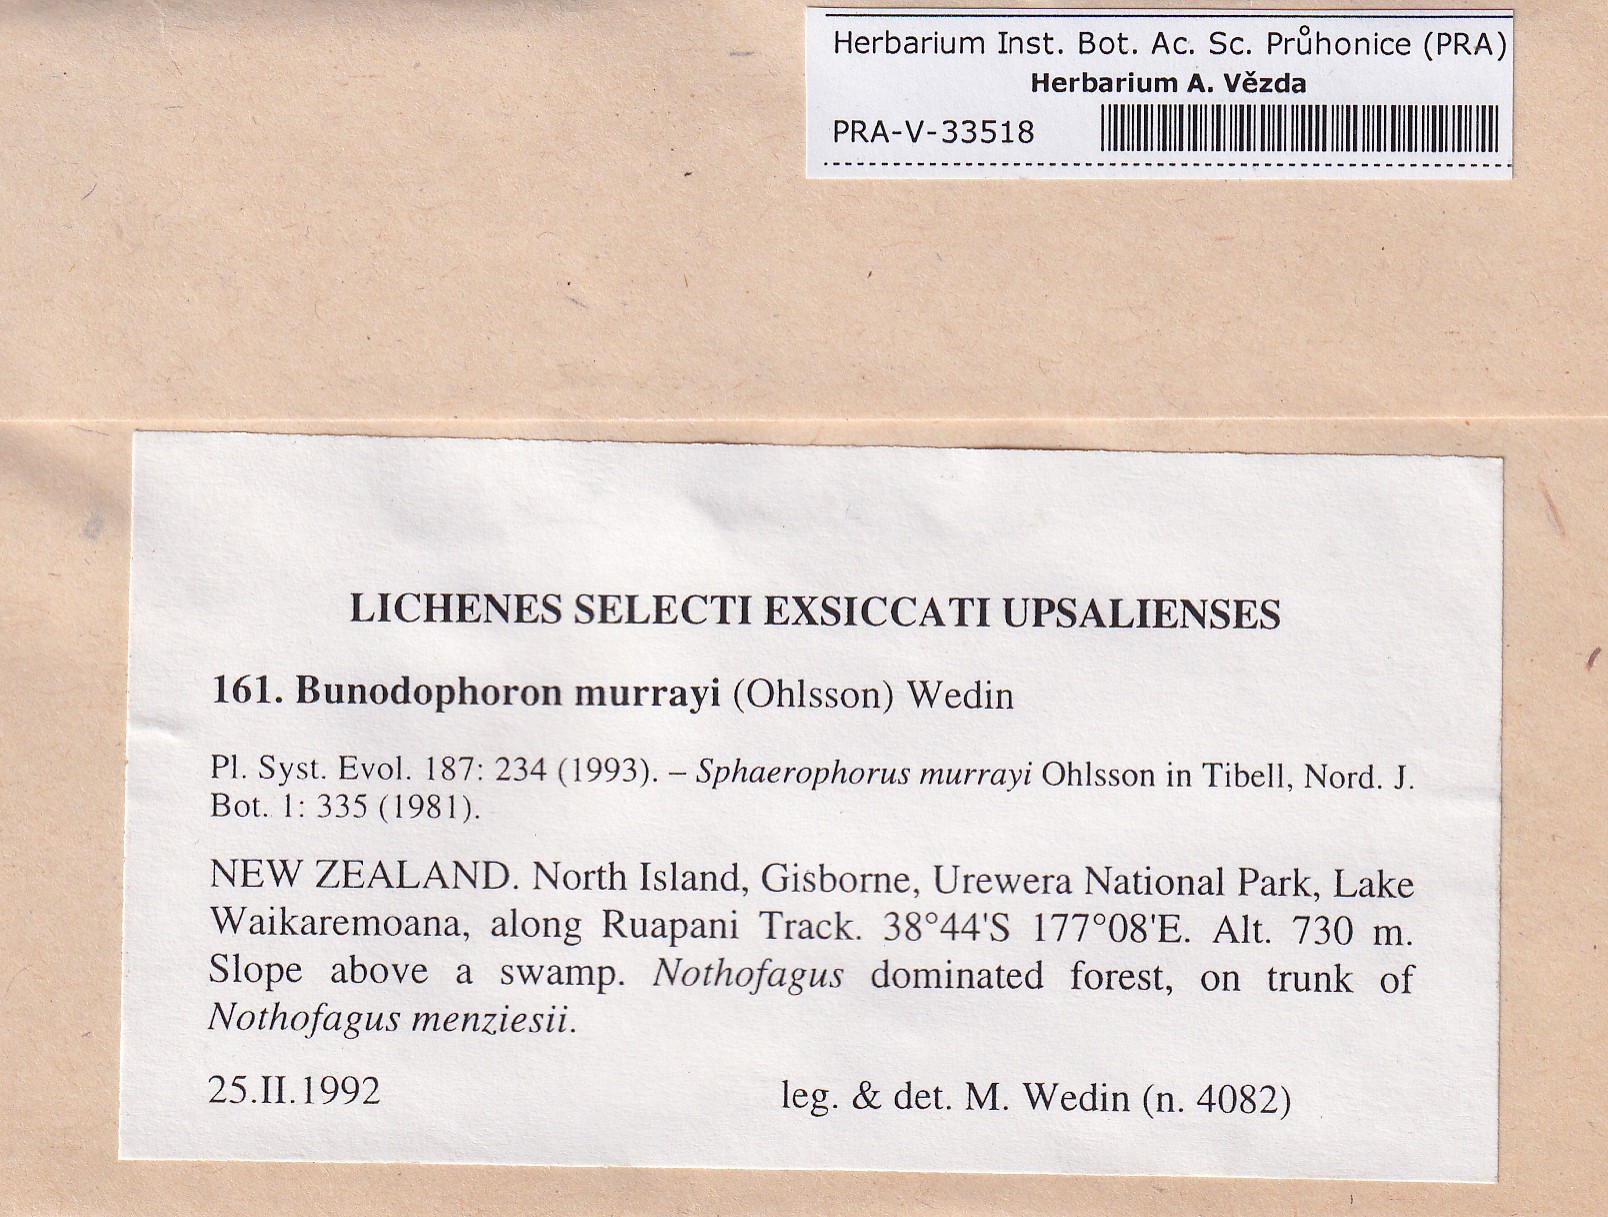 Herbarium Inst. Bot. Ac. Sc. Průhonice (PRA)
Herbarium A. Vězda
PRA-V-33518
LICHENES SELECTI EXSICCATI UPSALIENSES
161. Bunodophoron murrayi (Ohlsson) Wedin
Pl. Syst. Evol. 187: 234 (1993). – Sphaerophorus murrayi Ohlsson in Tibell, Nord. J.
Bot. 1: 335 (1981).
NEW ZEALAND. North Island, Gisborne, Urewera National Park, Lake
Waikaremoana, along Ruapani Track. 38°44'S 177°08'E. Alt. 730 m.
Slope above a swamp. Nothofagus dominated forest, on trunk of
Nothofagus menziesii.
25.II.1992 leg. & det. M. Wedin (n. 4082)